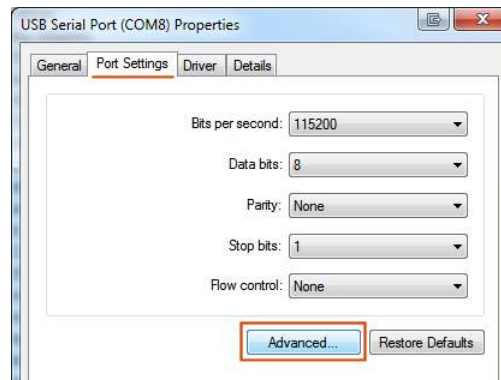 USB Serial Port (COM8) Properties
General Port Settings Driver Details
Bits per second: 115200
Data bits: 8
Parity: None
Stop bits: 1
Flow control: None
Advanced... Restore Defaults